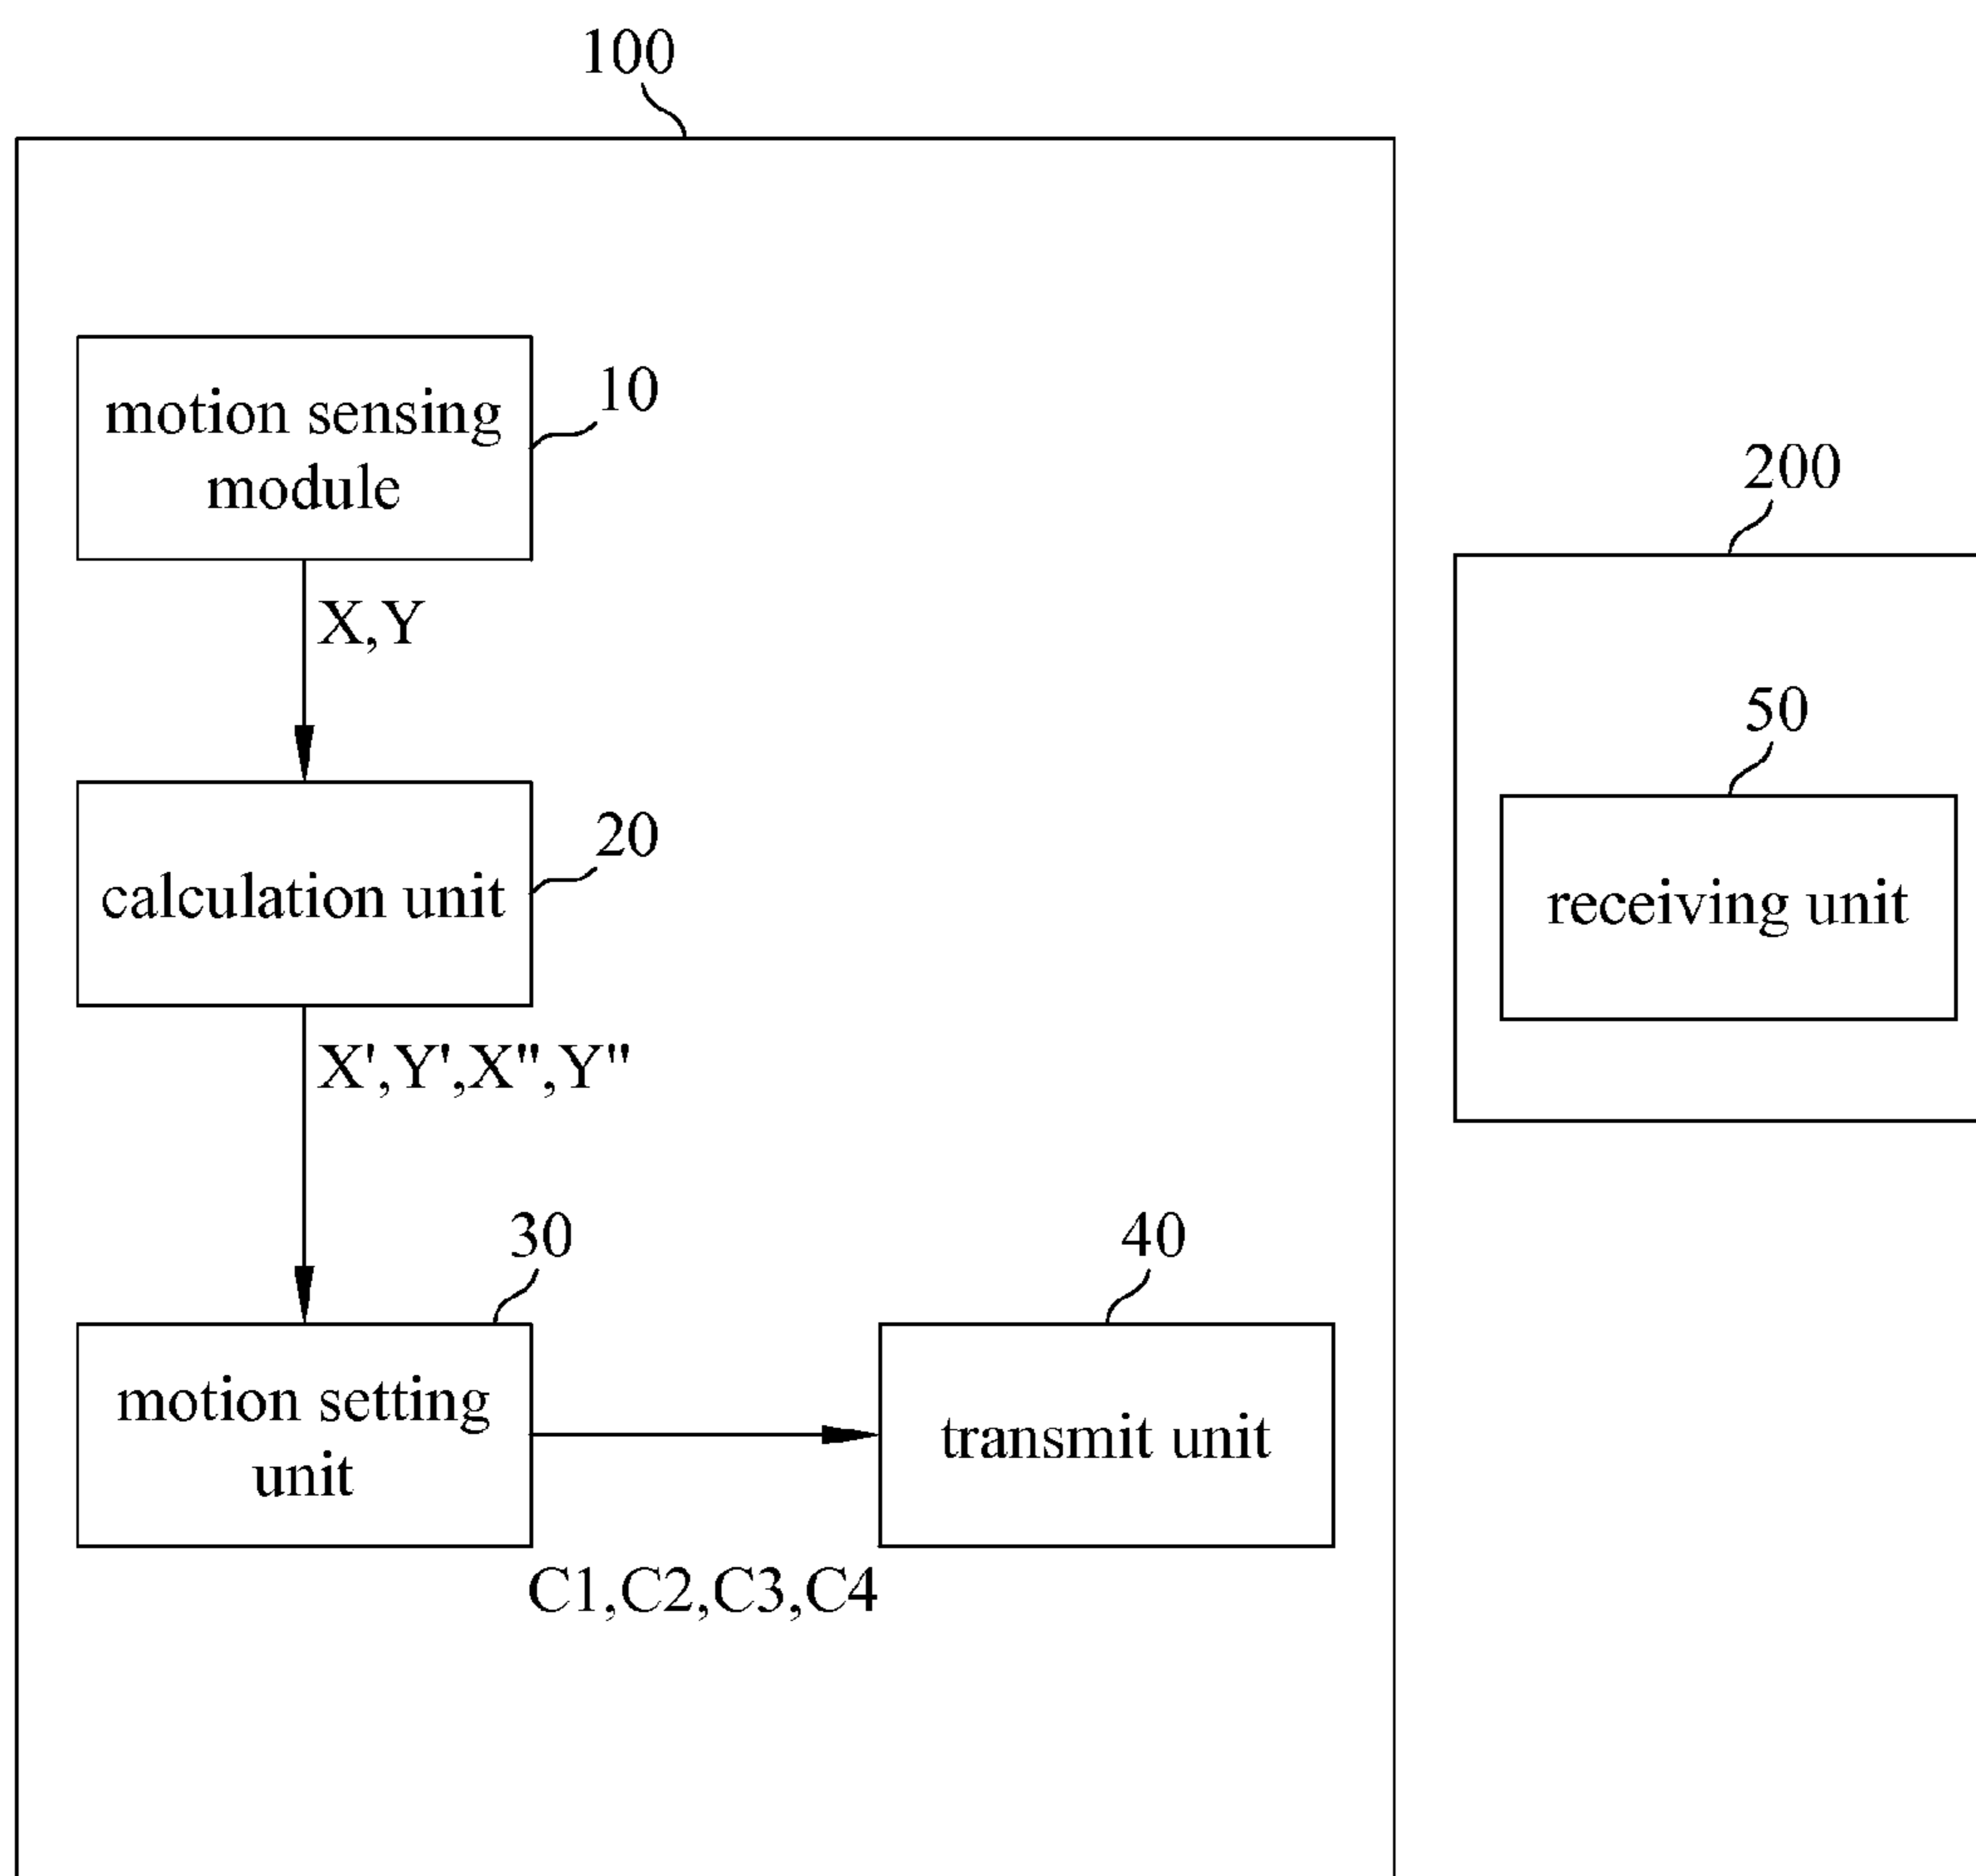 100
motion sensing
module
10
X,Y
calculation unit
20
X',Y',X",Y"
30
motion setting
unit
C1,C2,C3,C4
40
transmit unit
200
50
receiving unit